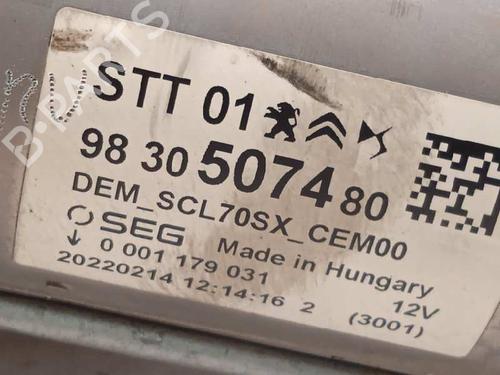 STT 01
98 30 5074 80
DEM_SCL70SX_CEM00
SEG Made in Hungary
0 001 179 031 12V
20220214 12:14:16 2 (3001)
B-PARTS